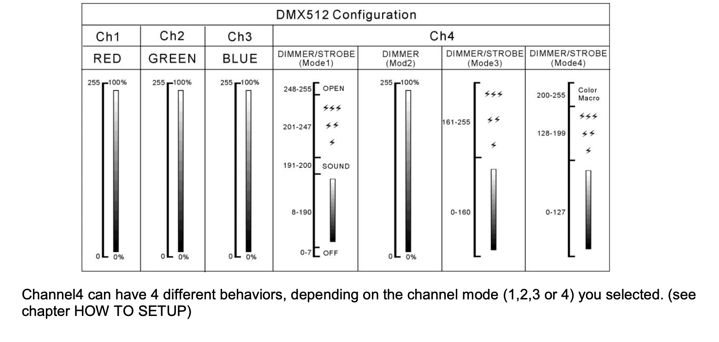 DMX512 Configuration
Ch1 Ch2 Ch3 Ch4
RED GREEN BLUE DIMMER/STROBE DIMMER DIMMER/STROBE DIMMER/STROBE
(Mode1) (Mod2) (Mode3) (Mode4)
255 100% 255 100% 255 100% 248-255 OPEN 255 100% 200-255 Color
Macro
201-247 161-255 128-199
191-200 SOUND
8-190 0-160 0-127
0 0% 0 0% 0 0% 0-7 OFF 0 0%
Channel4 can have 4 different behaviors, depending on the channel mode (1,2,3 or 4) you selected. (see
chapter HOW TO SETUP)